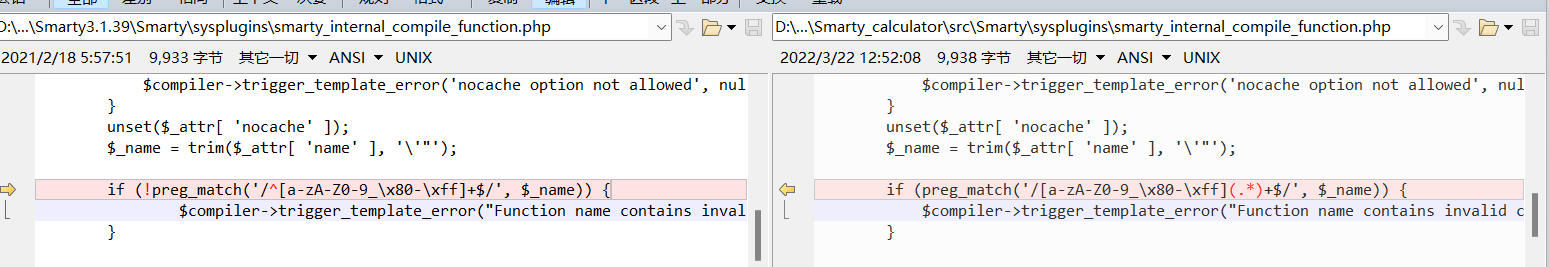 全部
编辑
D:\...\Smarty3.1.39\Smarty\sysplugins\smarty_internal_compile_function.php
2021/2/18 5:57:51 9,933 字节 其它一切 ANSI UNIX
$compiler->trigger_template_error('nocache option not allowed', nul
}
unset($_attr[ 'nocache' ]);
$_name = trim($_attr[ 'name' ], '\'"');
if (!preg_match('/^[a-zA-Z0-9_\x80-\xff]+$/', $_name)) {
$compiler->trigger_template_error("Function name contains inval
}
D:\...\Smarty_calculator\src\Smarty\sysplugins\smarty_internal_compile_function.php
2022/3/22 12:52:08 9,938 字节 其它一切 ANSI UNIX
$compiler->trigger_template_error('nocache option not allowed', nul
}
unset($_attr[ 'nocache' ]);
$_name = trim($_attr[ 'name' ], '\'"');
if (preg_match('/[a-zA-Z0-9_\x80-\xff](.*)+$/', $_name)) {
$compiler->trigger_template_error("Function name contains invalid c
}